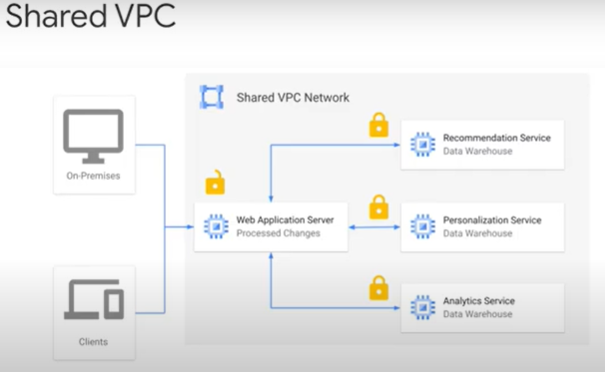 Shared VPC
Shared VPC Network
On-Premises
Clients
Web Application Server
Processed Changes
Recommendation Service
Data Warehouse
Personalization Service
Data Warehouse
Analytics Service
Data Warehouse